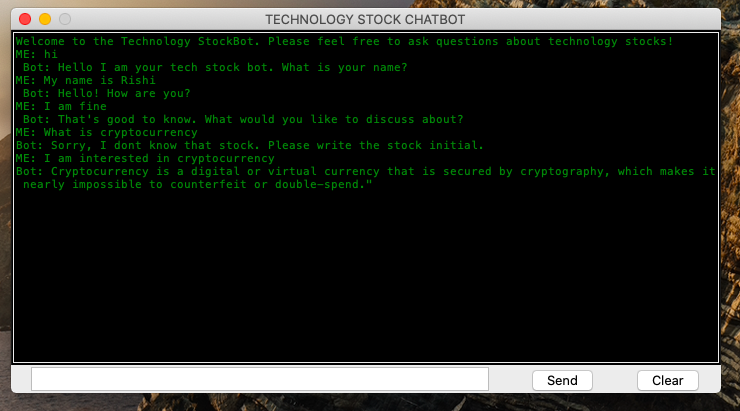 TECHNOLOGY STOCK CHATBOT
Welcome to the Technology StockBot. Please feel free to ask questions about technology stocks!
ME: hi
Bot: Hello I am your tech stock bot. What is your name?
ME: My name is Rishi
Bot: Hello! How are you?
ME: I am fine
Bot: That's good to know. What would you like to discuss about?
ME: What is cryptocurrency
Bot: Sorry, I dont know that stock. Please write the stock initial.
ME: I am interested in cryptocurrency
Bot: Cryptocurrency is a digital or virtual currency that is secured by cryptography, which makes it
nearly impossible to counterfeit or double-spend."
Send Clear